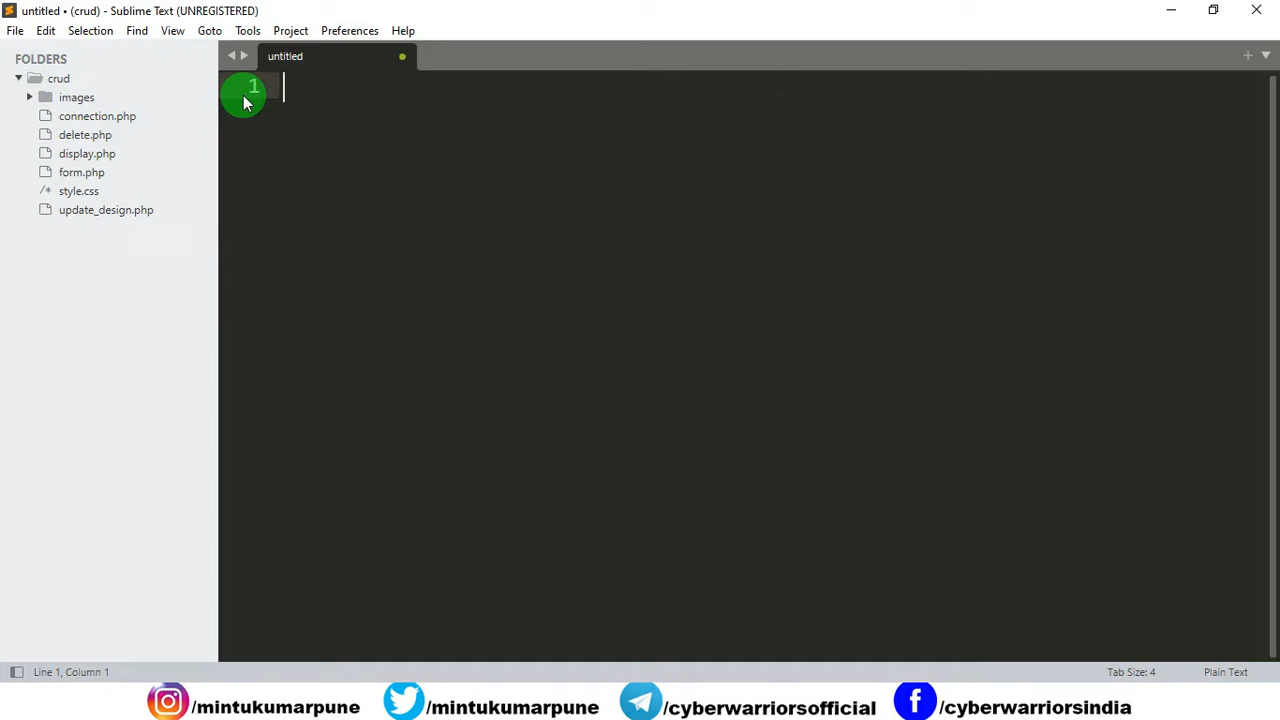 untitled • (crud) - Sublime Text (UNREGISTERED)
File Edit Selection Find View Goto Tools Project Preferences Help
FOLDERS
crud
images
connection.php
delete.php
display.php
form.php
/* style.css
update_design.php
untitled
1
Line 1, Column 1
Tab Size: 4
Plain Text
/mintukumarpune
/mintukumarpune
/cyberwarriorsofficial
/cyberwarriorsindia